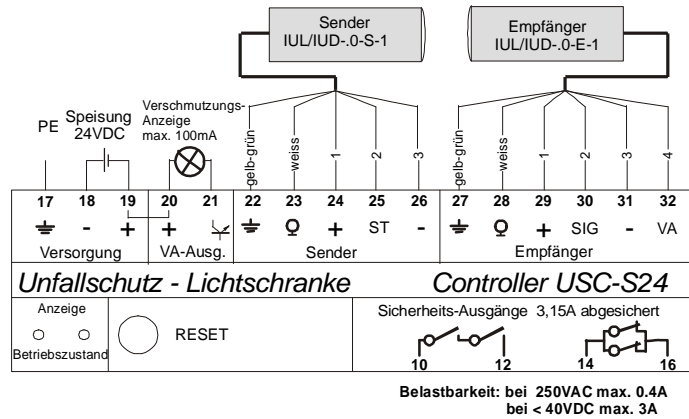 Sender
IUL/IUD-.0-S-1
Empfänger
IUL/IUD-.0-E-1
PE
Speisung
24VDC
Verschmutzungs-
Anzeige
max. 100mA
gelb-grün
weiss
1
2
3
gelb-grün
weiss
1
2
3
4
17 18 19 20 21 22 23 24 25 26 27 28 29 30 31 32
- + + + ST - + SIG - VA
Versorgung VA-Ausg. Sender Empfänger
Unfallschutz - Lichtschranke Controller USC-S24
Anzeige
Betriebszustand
RESET
Sicherheits-Ausgänge 3,15A abgesichert
10 12 14 16
Belastbarkeit: bei 250VAC max. 0.4A
bei < 40VDC max. 3A